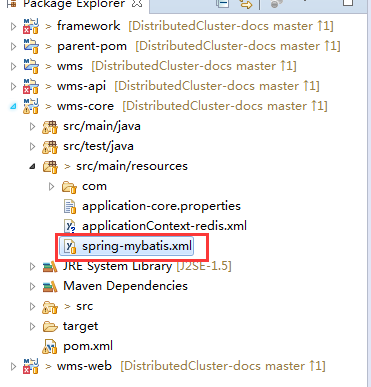 Package Explorer
> framework [DistributedCluster-docs master ↑1]
> parent-pom [DistributedCluster-docs master ↑1]
> wms [DistributedCluster-docs master ↑1]
> wms-api [DistributedCluster-docs master ↑1]
> wms-core [DistributedCluster-docs master ↑1]
src/main/java
src/test/java
> src/main/resources
com
application-core.properties
applicationContext-redis.xml
spring-mybatis.xml
JRE System Library [J2SE-1.5]
Maven Dependencies
> src
target
pom.xml
> wms-web [DistributedCluster-docs master ↑1]